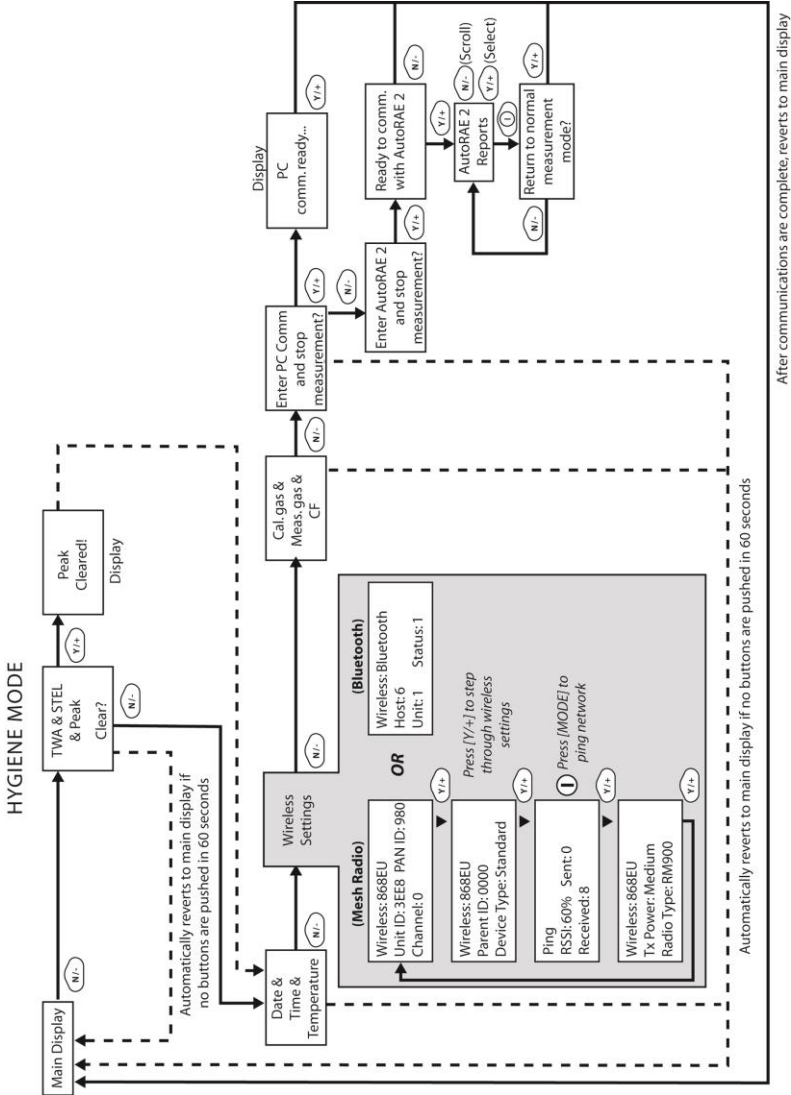 HYGIENE MODE
Main Display
N/-
TWA & STEL
& Peak
Clear?
Y/+
Peak
Cleared!
Display
N/-
Automatically reverts to main display if
no buttons are pushed in 60 seconds
Date &
Time &
Temperature
N/-
Wireless
Settings
N/-
Cal. gas &
Meas. gas &
CF
N/-
Enter PC Comm
and stop
measurement?
Y/+
Display
PC
comm. ready...
Y/+
N/-
Enter AutoRAE 2
and stop
measurement?
Y/+
Ready to comm.
with AutoRAE 2
N/-
Y/+
AutoRAE 2
Reports
N/- (Scroll)
Y/+ (Select)
Return to normal
measurement
mode?
N/-
Y/+
(Mesh Radio)
Wireless: 868EU
Unit ID: 3EE8 PAN ID: 980
Channel: 0
Y/+
OR
(Bluetooth)
Wireless: Bluetooth
Host: 6
Unit: 1 Status: 1
Wireless: 868EU
Parent ID: 0000
Device Type: Standard
Y/+
Press [Y/+] to step
through wireless
settings
Ping
RSSI: 60% Sent: 0
Received: 8
Y/+
Press [MODE] to
ping network
Wireless: 868EU
Tx Power: Medium
Radio Type: RM900
Y/+
Automatically reverts to main display if no buttons are pushed in 60 seconds
After communications are complete, reverts to main display